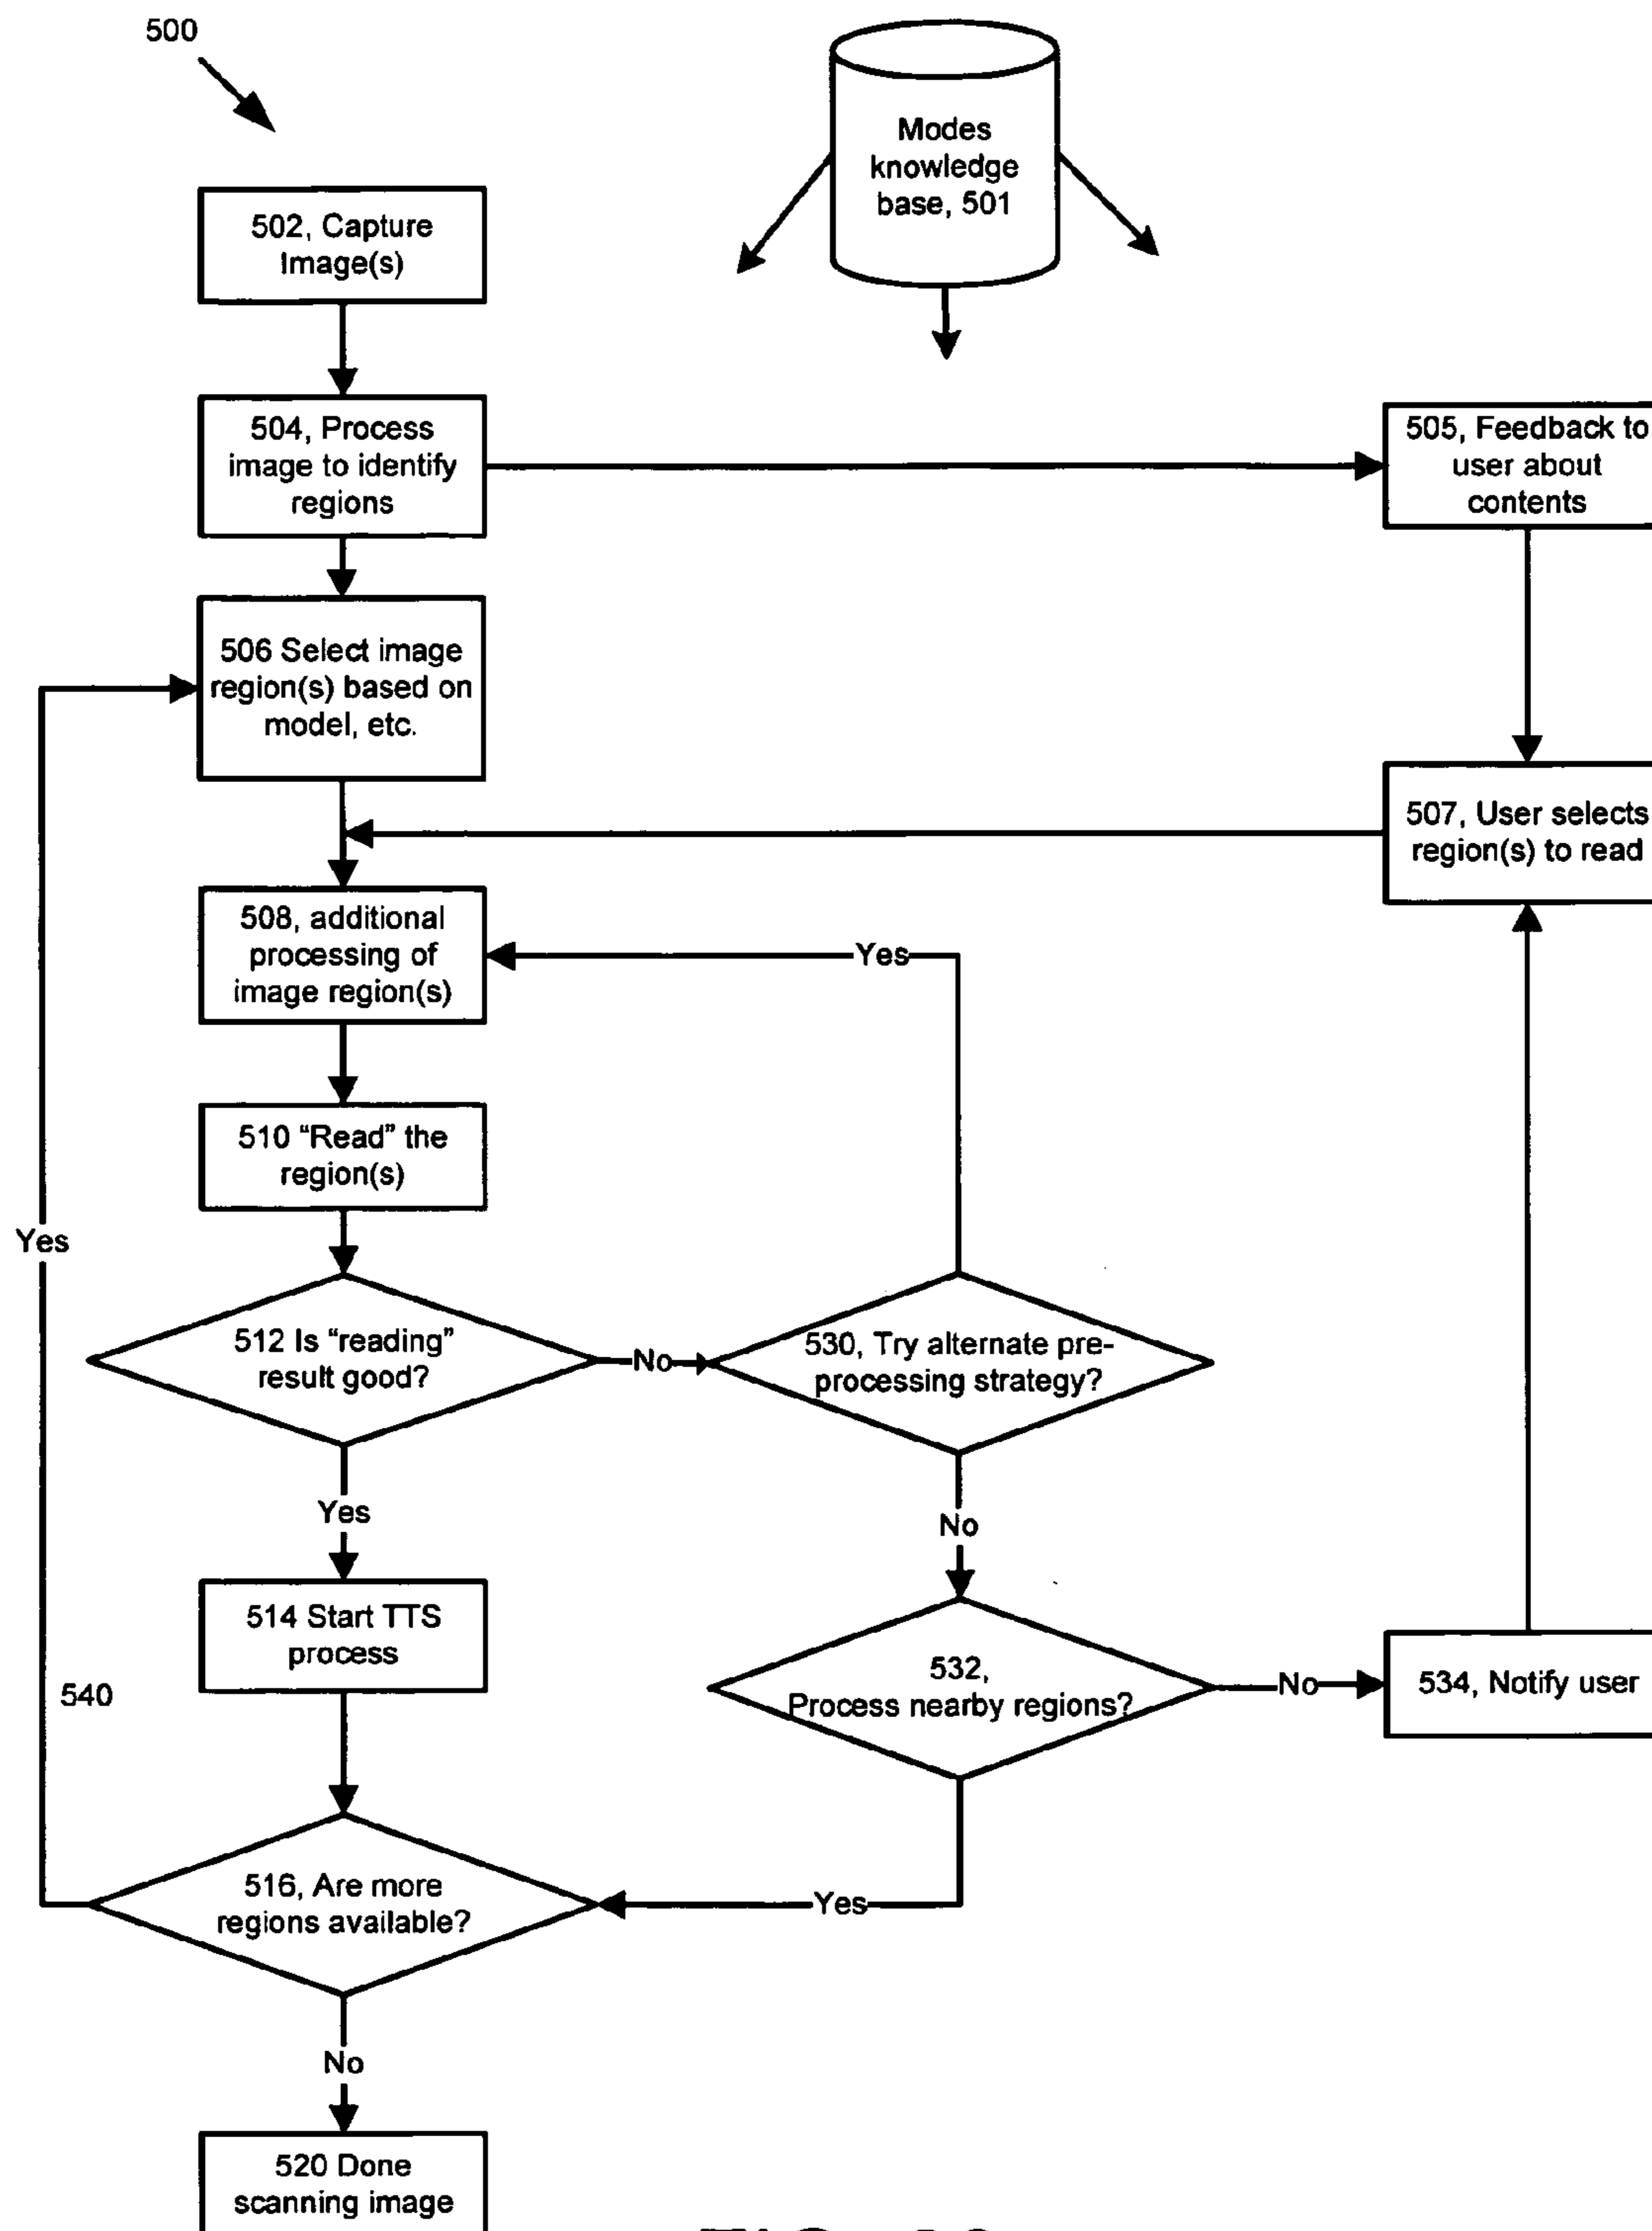 500
Modes
knowledge
base, 501
502, Capture
Image(s)
504, Process
image to identify
regions
505, Feedback to
user about
contents
506 Select image
region(s) based on
model, etc.
507, User selects
region(s) to read
508, additional
processing of
image region(s)
Yes
510 “Read” the
region(s)
Yes
512 Is “reading”
result good?
No
530, Try alternate pre-
processing strategy?
Yes
No
514 Start TTS
process
532,
Process nearby regions?
No
534, Notify user
540
516, Are more
regions available?
Yes
No
520 Done
scanning image